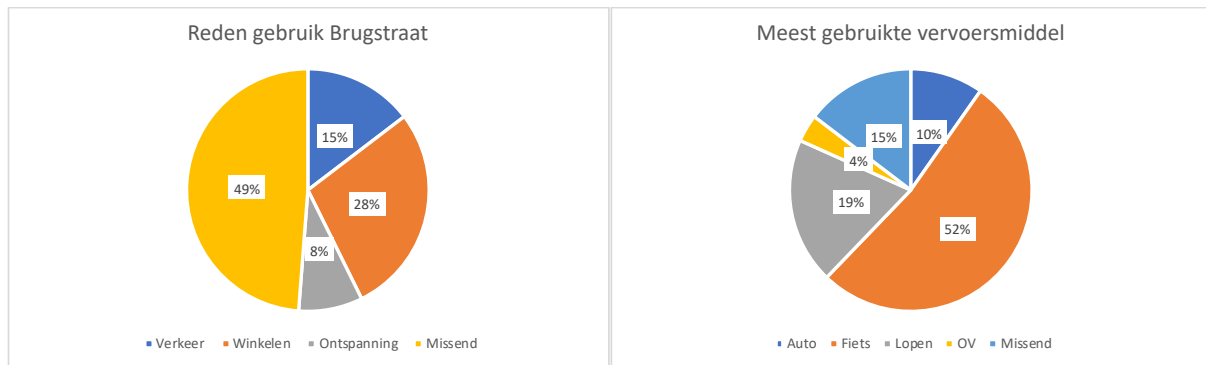 Reden gebruik Brugstraat
15%
28%
8%
49%
Verkeer Winkelen Ontspanning Missend
Meest gebruikte vervoersmiddel
10%
52%
19%
4%
15%
Auto Fiets Lopen OV Missend